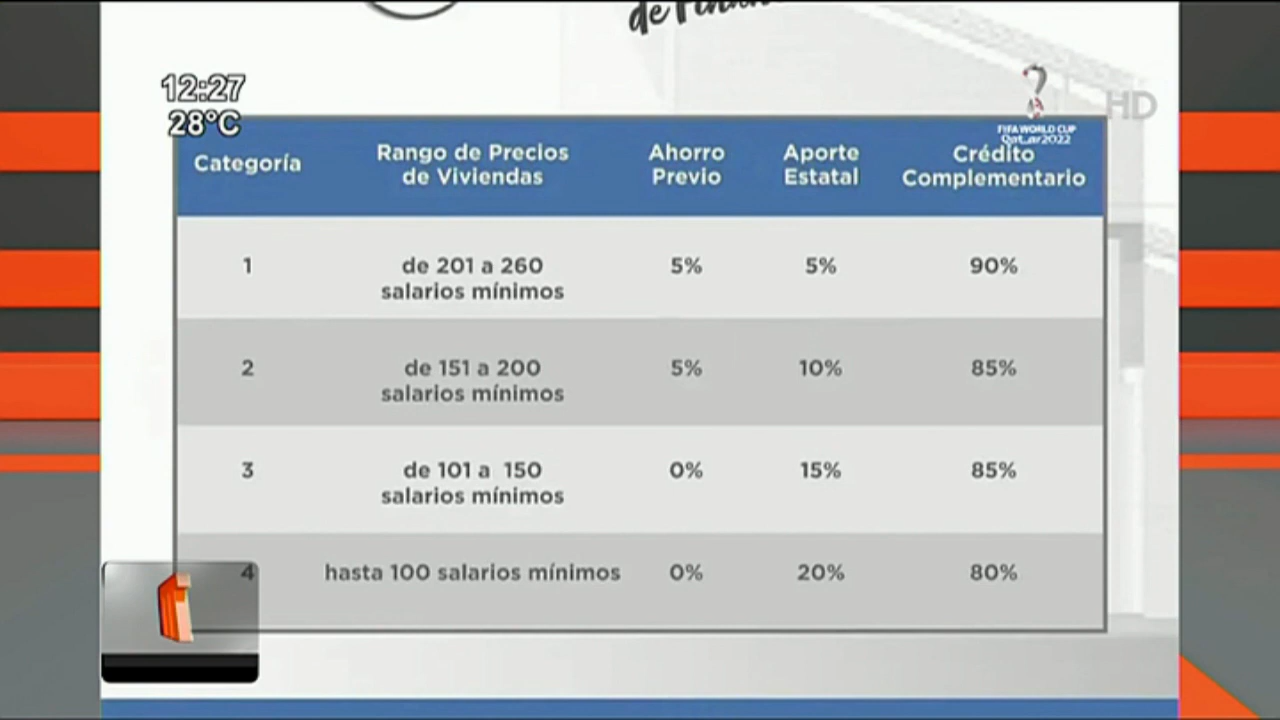 12:27
28°C
HD
FIFA WORLD CUP
Qatar2022
Categoría
Rango de Precios
de Viviendas
Ahorro
Previo
Aporte
Estatal
Crédito
Complementario
1
de 201 a 260
salarios mínimos
5%
5%
90%
2
de 151 a 200
salarios mínimos
5%
10%
85%
3
de 101 a 150
salarios mínimos
0%
15%
85%
4
hasta 100 salarios mínimos
0%
20%
80%